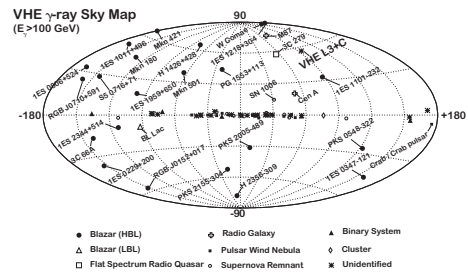 VHE γ-ray Sky Map
(Eγ>100 GeV)
90
W Comae
M87
3C 279
Mkn 421
1ES 1218+304
VHE L3+C
1ES 1011+496
Mkn 180
H 1426+428
PG 1553+113
1ES 1101-232
1ES 0806+524
S5 0716+71
RGB J0710+591
1ES 1959+650
Mkn 501
SN 1006
Cen A
-180
+180
1ES 2344+514
BL Lac
PKS 2005-489
PKS 0548-322
Crab / Crab pulsar
3C 66A
1ES 0229+200
RGB J0152+017
PKS 2155-304
H 2356-309
1ES 0347-121
-90
Blazar (HBL)
Radio Galaxy
Binary System
Blazar (LBL)
Pulsar Wind Nebula
Cluster
Flat Spectrum Radio Quasar
Supernova Remnant
Unidentified